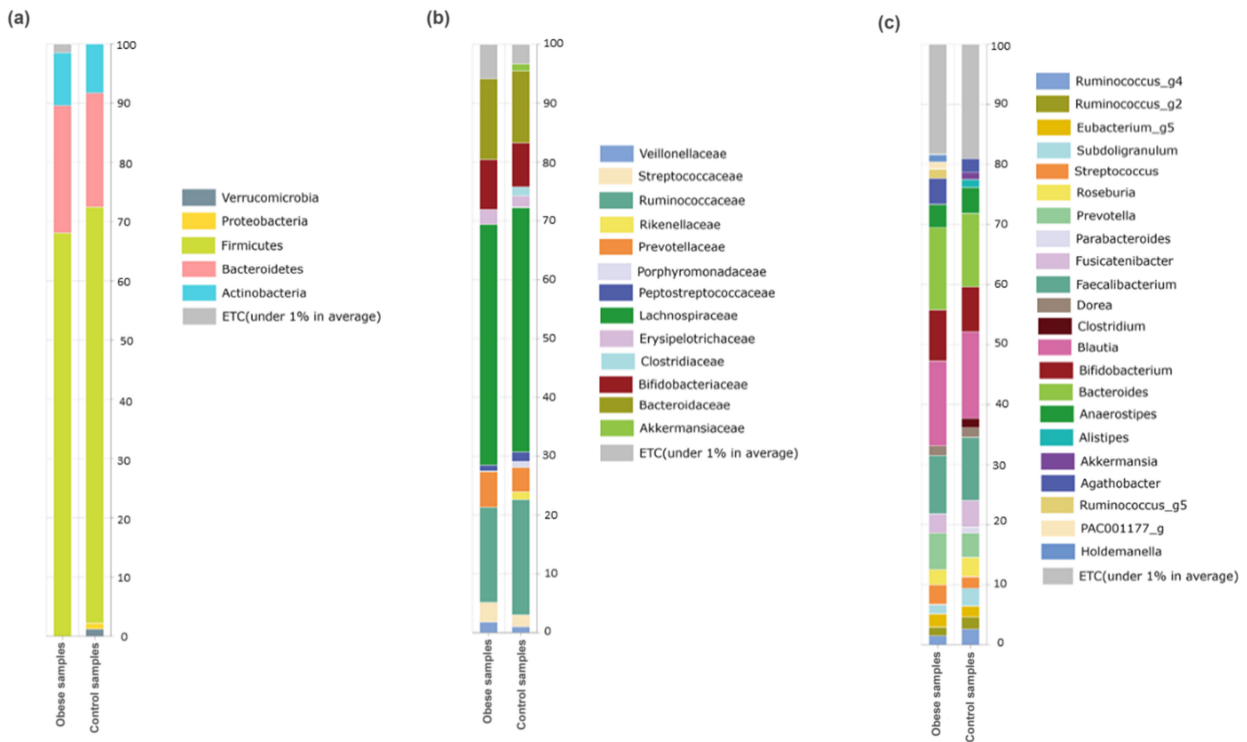 (a)
100
90
80
70
60
50
40
30
20
10
0
Obese samples
Control samples
Verrucomicrobia
Proteobacteria
Firmicutes
Bacteroidetes
Actinobacteria
ETC(under 1% in average)
(b)
100
90
80
70
60
50
40
30
20
10
0
Obese samples
Control samples
Veillonellaceae
Streptococcaceae
Ruminococcaceae
Rikenellaceae
Prevotellaceae
Porphyromonadaceae
Peptostreptococcaceae
Lachnospiraceae
Erysipelotrichaceae
Clostridiaceae
Bifidobacteriaceae
Bacteroidaceae
Akkermansiaceae
ETC(under 1% in average)
(c)
100
90
80
70
60
50
40
30
20
10
0
Obese samples
Control samples
Ruminococcus_g4
Ruminococcus_g2
Eubacterium_g5
Subdoligranulum
Streptococcus
Roseburia
Prevotella
Parabacteroides
Fusicatenibacter
Faecalibacterium
Dorea
Clostridium
Blautia
Bifidobacterium
Bacteroides
Anaerostipes
Alistipes
Akkermansia
Agathobacter
Ruminococcus_g5
PAC001177_g
Holdemanella
ETC(under 1% in average)